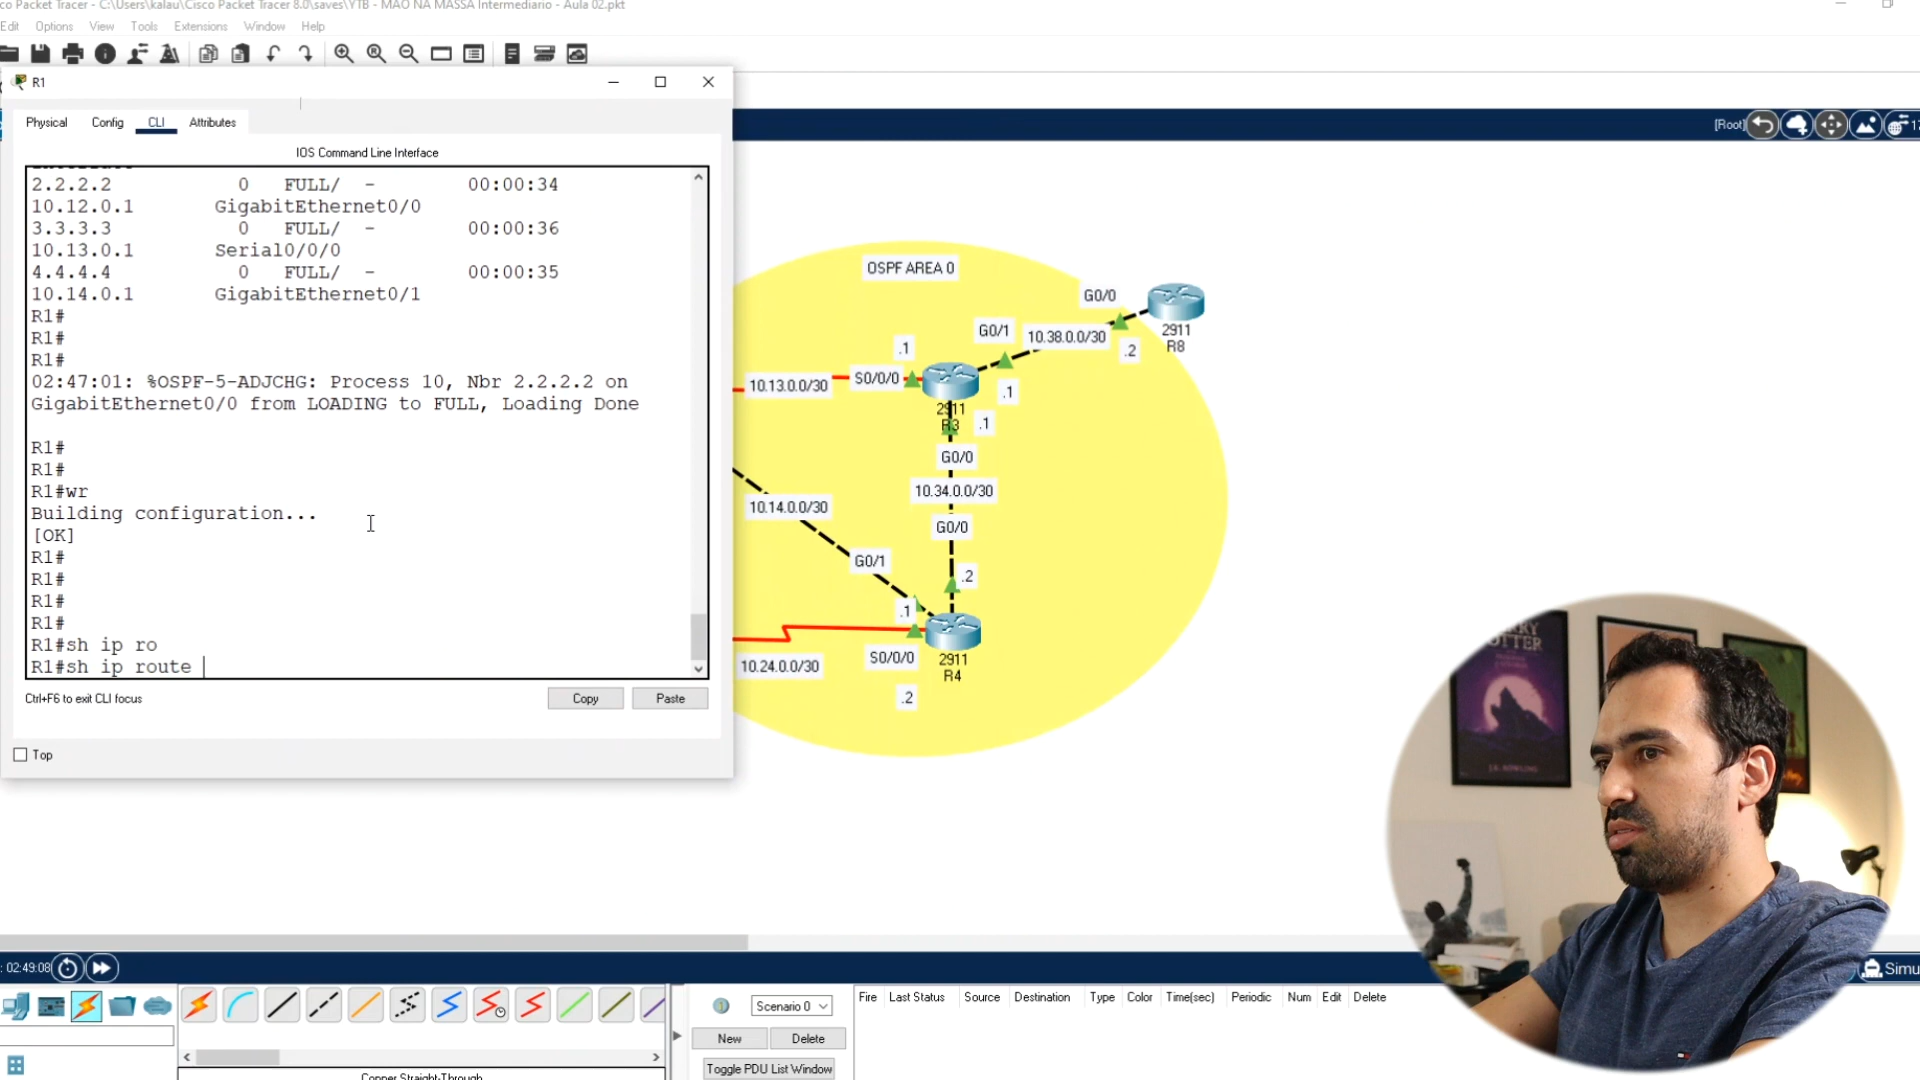 co Packet Tracer - C:\Users\kalau\Cisco Packet Tracer 8.0\saves\YTB - MAO NA MASSA Intermediario - Aula 02.pkt
Edit Options View Tools Extensions Window Help
R1
Physical Config CLI Attributes
IOS Command Line Interface
2.2.2.2 0 FULL/ - 00:00:34
10.12.0.1 GigabitEthernet0/0
3.3.3.3 0 FULL/ - 00:00:36
10.13.0.1 Serial0/0/0
4.4.4.4 0 FULL/ - 00:00:35
10.14.0.1 GigabitEthernet0/1
R1#
R1#
R1#
02:47:01: %OSPF-5-ADJCHG: Process 10, Nbr 2.2.2.2 on
GigabitEthernet0/0 from LOADING to FULL, Loading Done
R1#
R1#
R1#wr
Building configuration...
[OK]
R1#
R1#
R1#
R1#
R1#sh ip ro
R1#sh ip route
Ctrl+F6 to exit CLI focus
Copy Paste
Top
[Root]
OSPF AREA 0
G0/0
2911
R8
G0/1
10.38.0.0/30
.2
.1
10.13.0.0/30
S0/0/0
.1
2911
R3
.1
G0/0
10.34.0.0/30
10.14.0.0/30
G0/0
G0/1
.2
.1
10.24.0.0/30
S0/0/0
2911
R4
.2
POTTER
J.K. ROWLING
: 02:49:08
Simu
Scenario 0
New Delete
Toggle PDU List Window
Fire Last Status Source Destination Type Color Time(sec) Periodic Num Edit Delete
Copper Straight-Through